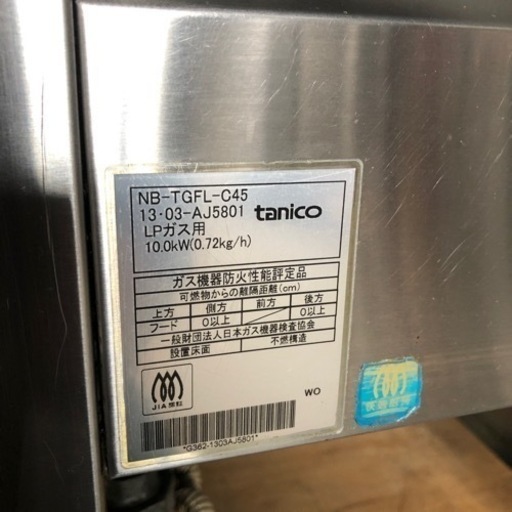 NB-TGFL-C45
13・03-AJ5801 tanico
LPガス用
10.0kW(0.72kg/h)
ガス機器防火性能評定品
可燃物からの離隔距離(cm)
上方 側方 前方 後方
フード 0以上 0以上
一般財団法人日本ガス機器検査協会
設置床面 不燃構造
JIA
WO
*G362-1303AJ5801*